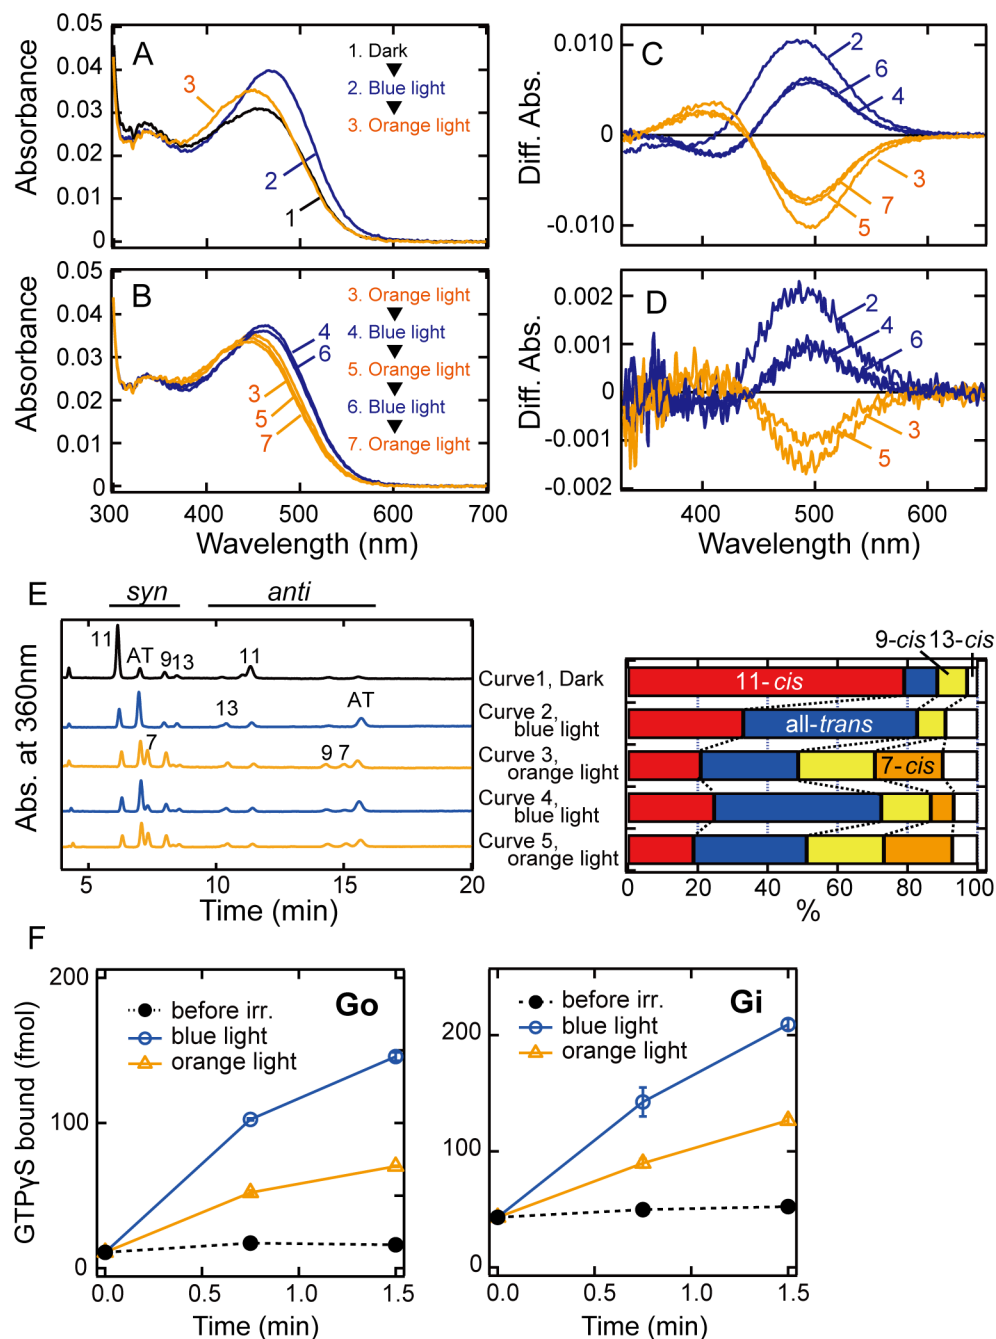 A
Absorbance
0.05
0.04
0.03
0.02
0.01
0
1. Dark
2. Blue light
3. Orange light
3
2
1
B
Absorbance
0.05
0.04
0.03
0.02
0.01
0
3. Orange light
4. Blue light
5. Orange light
6. Blue light
7. Orange light
4
6
3
5
7
300 400 500 600 700
Wavelength (nm)
C
Diff. Abs.
0.010
0
-0.010
2
6
4
3
7
5
D
Diff. Abs.
0.002
0.001
0
-0.001
-0.002
2
4
6
3
5
400 500 600
Wavelength (nm)
E
syn anti
Abs. at 360nm
11 AT 9 13 11
13 AT
7 9 7
5 10 15 20
Time (min)
9-cis 13-cis
Curve1, Dark
11-cis
Curve 2,
blue light
all-trans
Curve 3,
orange light
7-cis
Curve 4,
blue light
Curve 5,
orange light
0 20 40 60 80 100
%
F
GTPγS bound (fmol)
200
100
0
before irr.
blue light
orange light
Go
0.0 0.5 1.0 1.5
Time (min)
200
100
0
before irr.
blue light
orange light
Gi
0.0 0.5 1.0 1.5
Time (min)